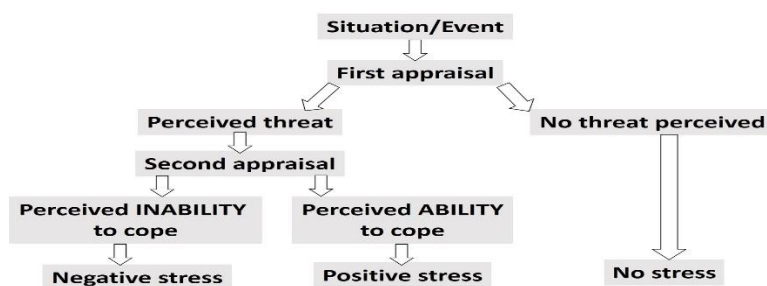 Situation/Event
First appraisal
Perceived threat
No threat perceived
Second appraisal
Perceived INABILITY
to cope
Perceived ABILITY
to cope
Negative stress
Positive stress
No stress